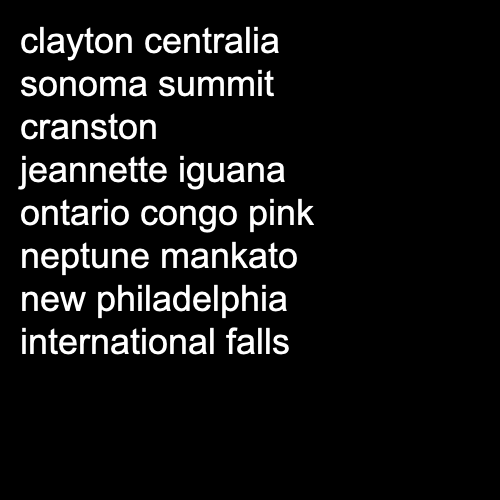 clayton centralia
sonoma summit
cranston
jeannette iguana
ontario congo pink
neptune mankato
new philadelphia
international falls